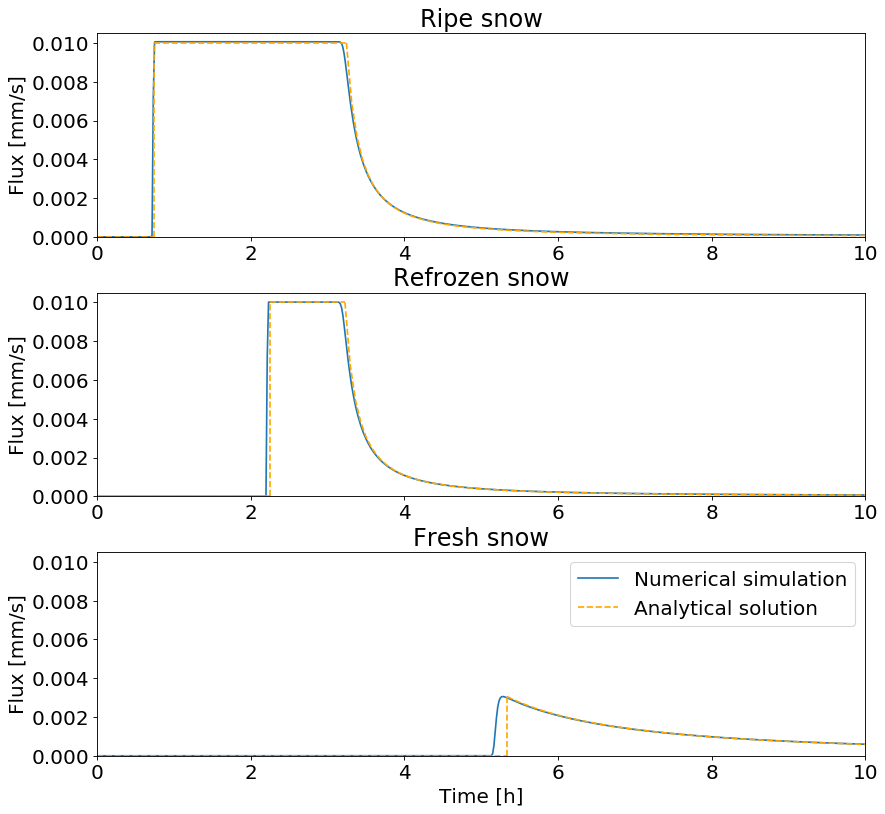 Ripe snow
Flux [mm/s]
0.010
0.008
0.006
0.004
0.002
0.000
0 2 4 6 8 10
Refrozen snow
Flux [mm/s]
0.010
0.008
0.006
0.004
0.002
0.000
0 2 4 6 8 10
Fresh snow
Flux [mm/s]
0.010
0.008
0.006
0.004
0.002
0.000
Numerical simulation
Analytical solution
0 2 4 6 8 10
Time [h]